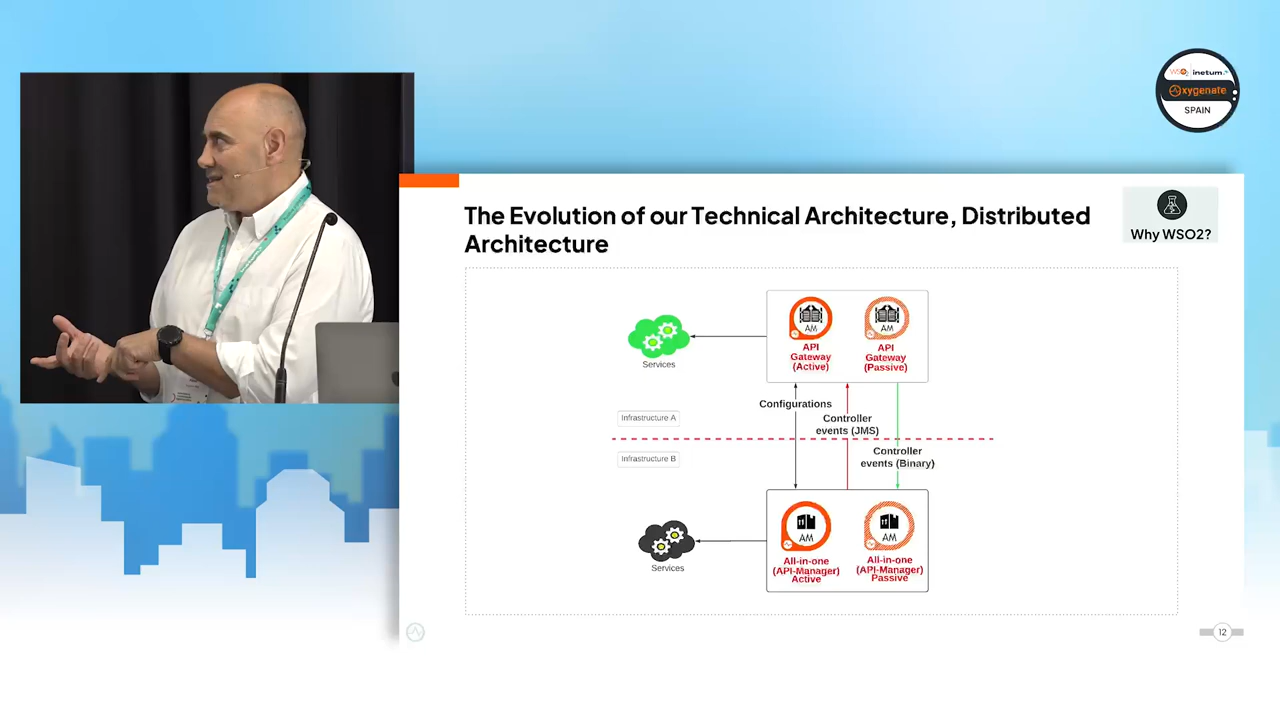 WSO2 inetum.
Oxygenate
SPAIN
The Evolution of our Technical Architecture, Distributed
Architecture
Why WSO2?
AM
AM
API
Gateway
(Active)
API
Gateway
(Passive)
Services
Configurations
Controller
events (JMS)
Infrastructure A
Infrastructure B
Controller
events (Binary)
AM
AM
All-in-one
(API-Manager)
Active
All-in-one
(API-Manager)
Passive
Services
12